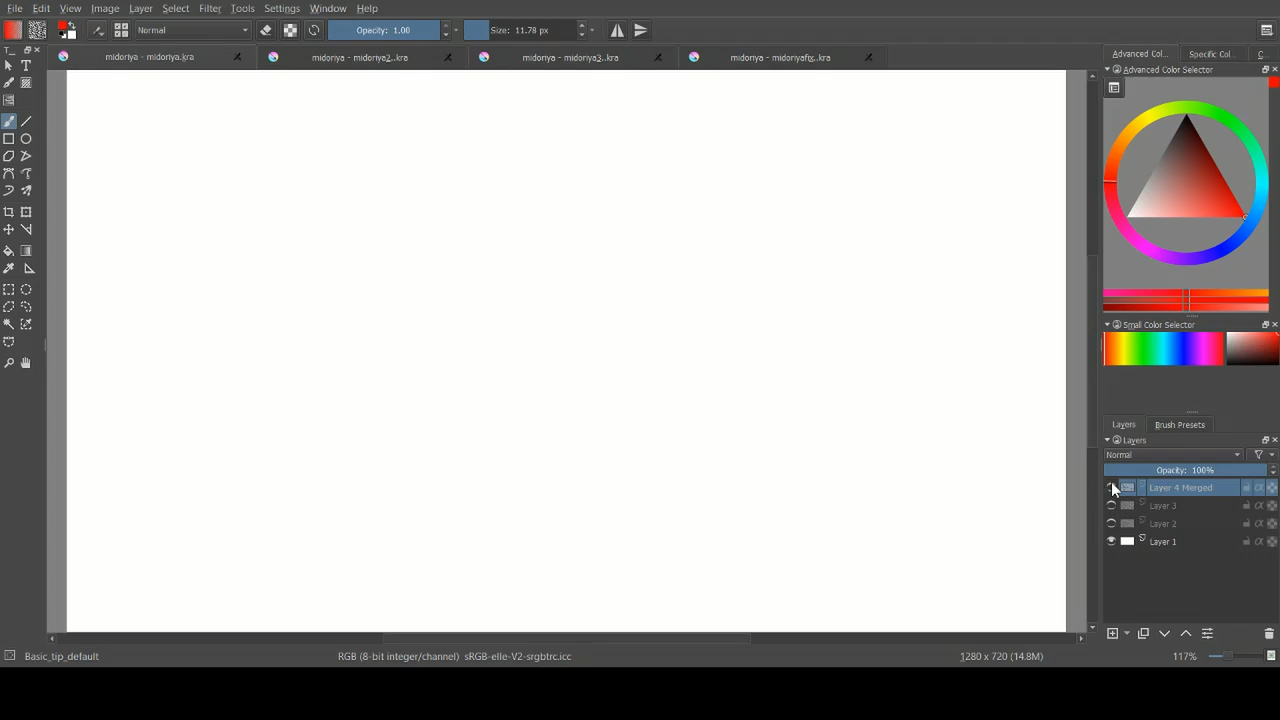 File Edit View Image Layer Select Filter Tools Settings Window Help
Normal Opacity: 1.00 Size: 11.78 px
T...
midoriya - midoriya.kra midoriya - midoriya2..kra midoriya - midoriya3..kra midoriya - midoriyafix..kra
Advanced Col... Specific Col... C
Advanced Color Selector
Small Color Selector
Layers Brush Presets
Layers
Normal
Opacity: 100%
Layer 4 Merged
Layer 3
Layer 2
Layer 1
Basic_tip_default RGB (8-bit integer/channel) sRGB-elle-V2-srgbtrc.icc 1280 x 720 (14.8M) 117%